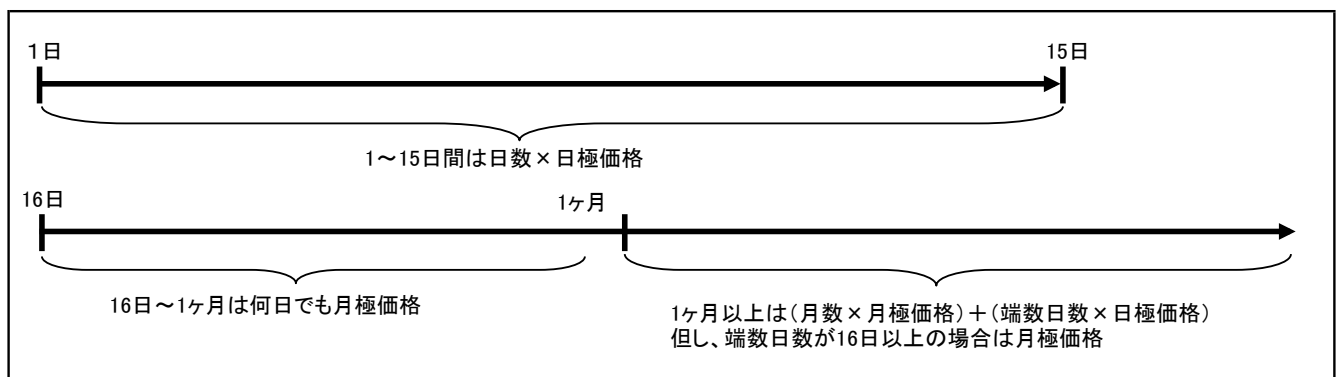 1日
15日
1～15日間は日数×日極価格
16日
1ヶ月
16日～1ヶ月は何日でも月極価格
1ヶ月以上は(月数×月極価格)＋(端数日数×日極価格)
但し、端数日数が16日以上の場合は月極価格